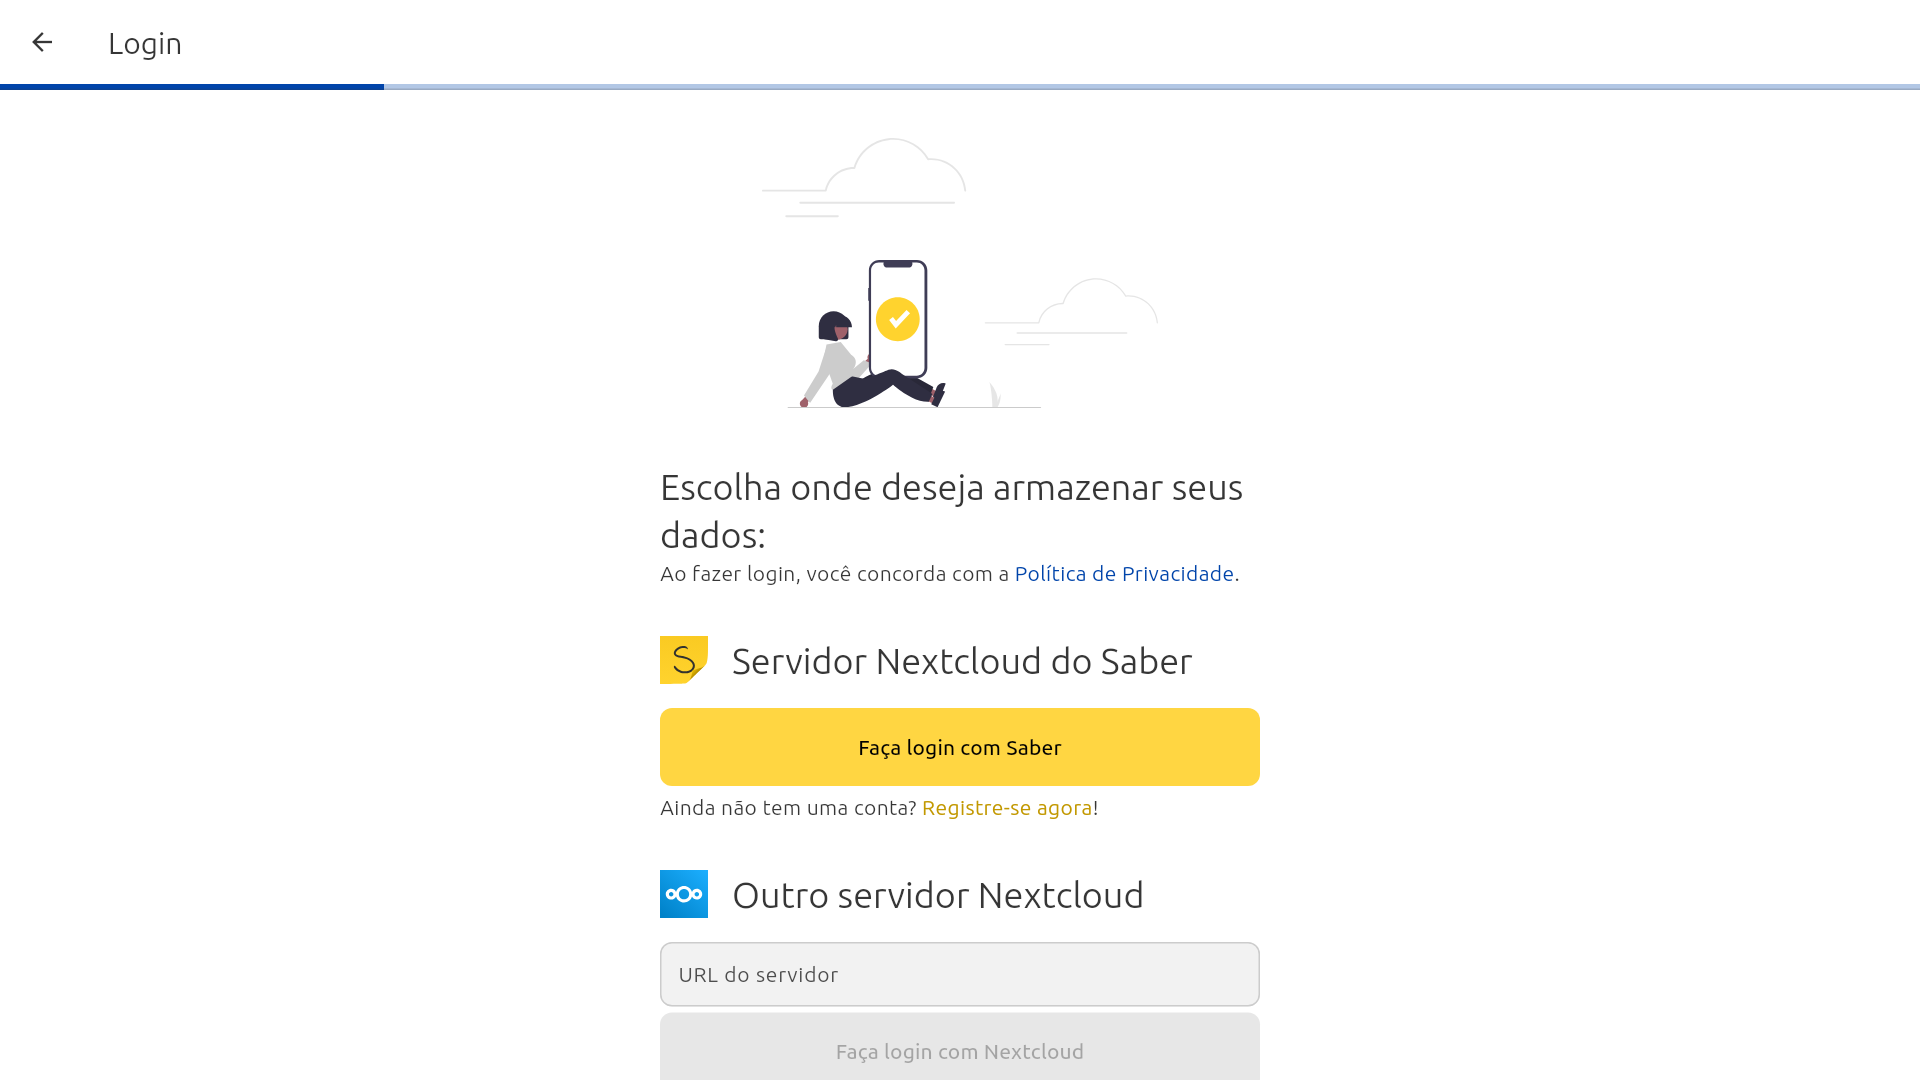 Login
Escolha onde deseja armazenar seus
dados:
Ao fazer login, você concorda com a Política de Privacidade.
Servidor Nextcloud do Saber
Faça login com Saber
Ainda não tem uma conta? Registre-se agora!
Outro servidor Nextcloud
URL do servidor
Faça login com Nextcloud